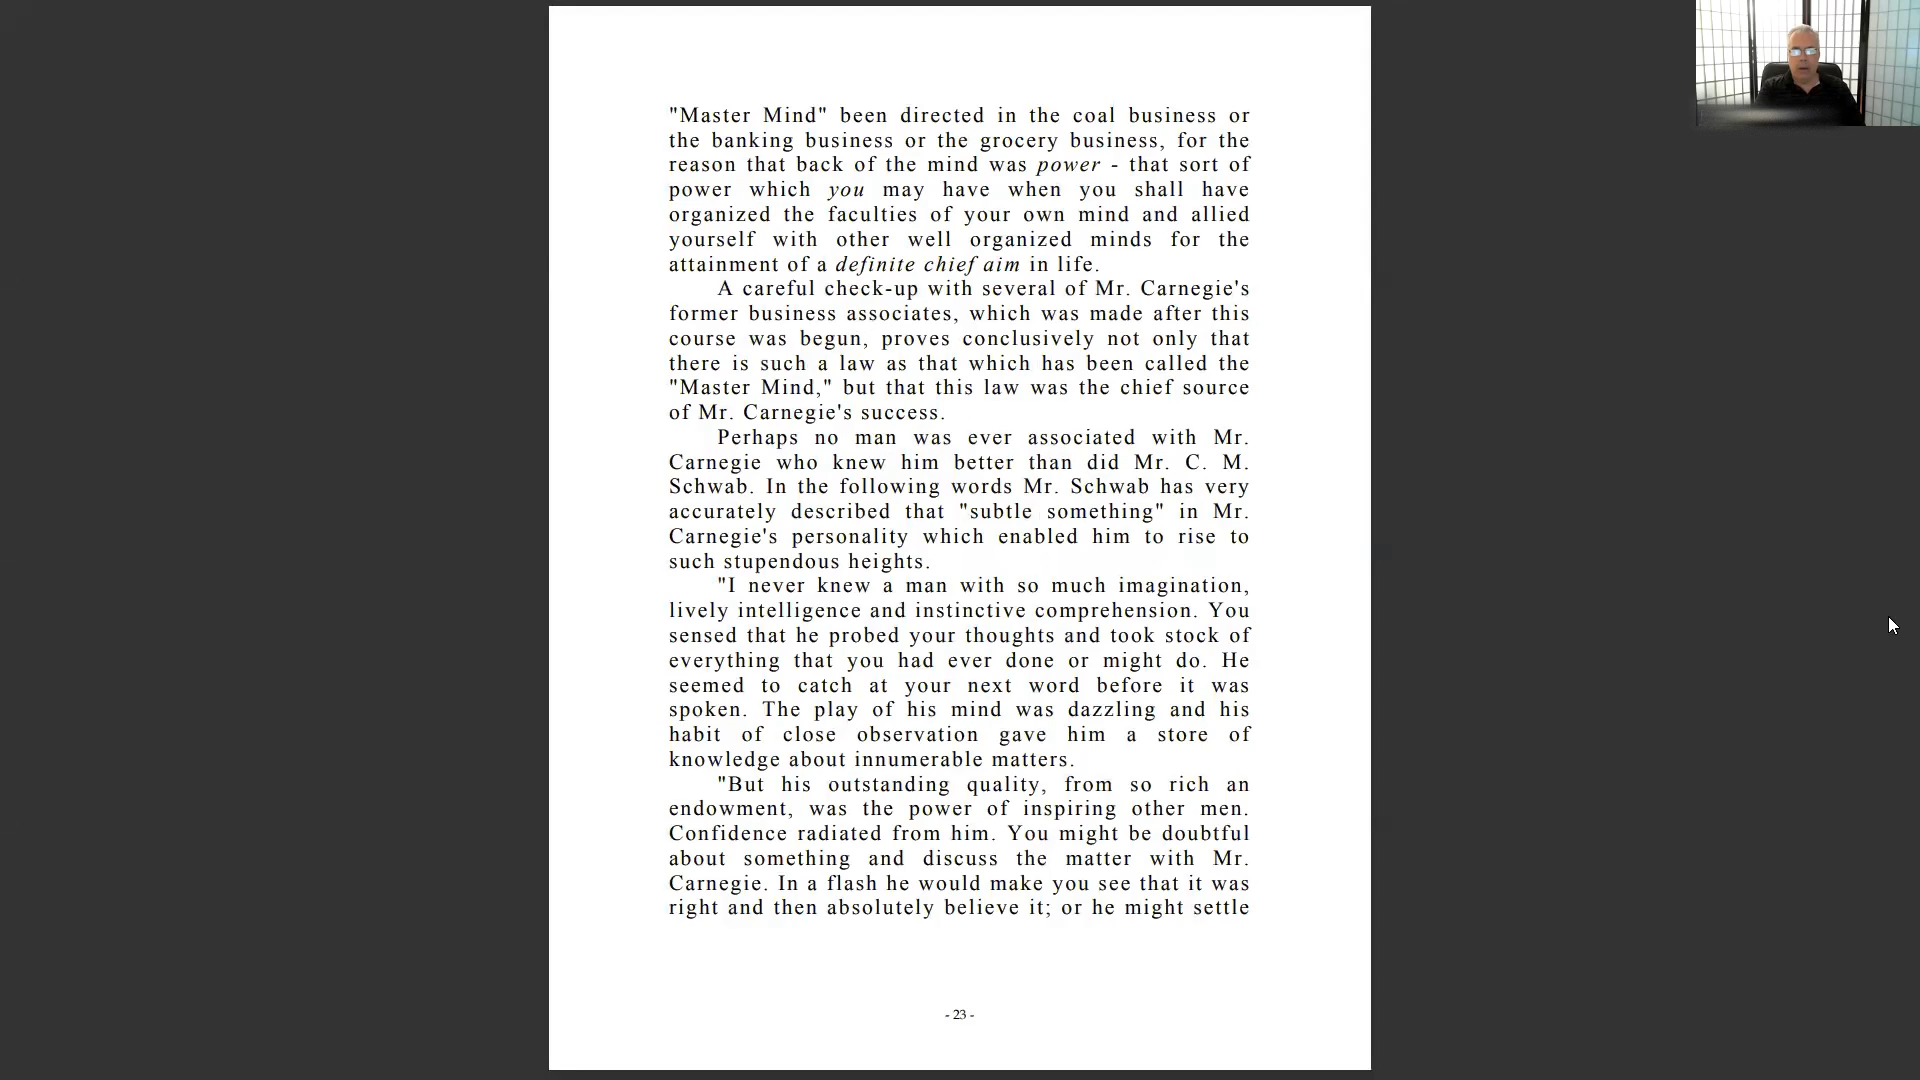 "Master Mind" been directed in the coal business or
the banking business or the grocery business, for the
reason that back of the mind was power - that sort of
power which you may have when you shall have
organized the faculties of your own mind and allied
yourself with other well organized minds for the
attainment of a definite chief aim in life.
A careful check-up with several of Mr. Carnegie's
former business associates, which was made after this
course was begun, proves conclusively not only that
there is such a law as that which has been called the
"Master Mind," but that this law was the chief source
of Mr. Carnegie's success.
Perhaps no man was ever associated with Mr.
Carnegie who knew him better than did Mr. C. M.
Schwab. In the following words Mr. Schwab has very
accurately described that "subtle something" in Mr.
Carnegie's personality which enabled him to rise to
such stupendous heights.
"I never knew a man with so much imagination,
lively intelligence and instinctive comprehension. You
sensed that he probed your thoughts and took stock of
everything that you had ever done or might do. He
seemed to catch at your next word before it was
spoken. The play of his mind was dazzling and his
habit of close observation gave him a store of
knowledge about innumerable matters.
"But his outstanding quality, from so rich an
endowment, was the power of inspiring other men.
Confidence radiated from him. You might be doubtful
about something and discuss the matter with Mr.
Carnegie. In a flash he would make you see that it was
right and then absolutely believe it; or he might settle
- 23 -